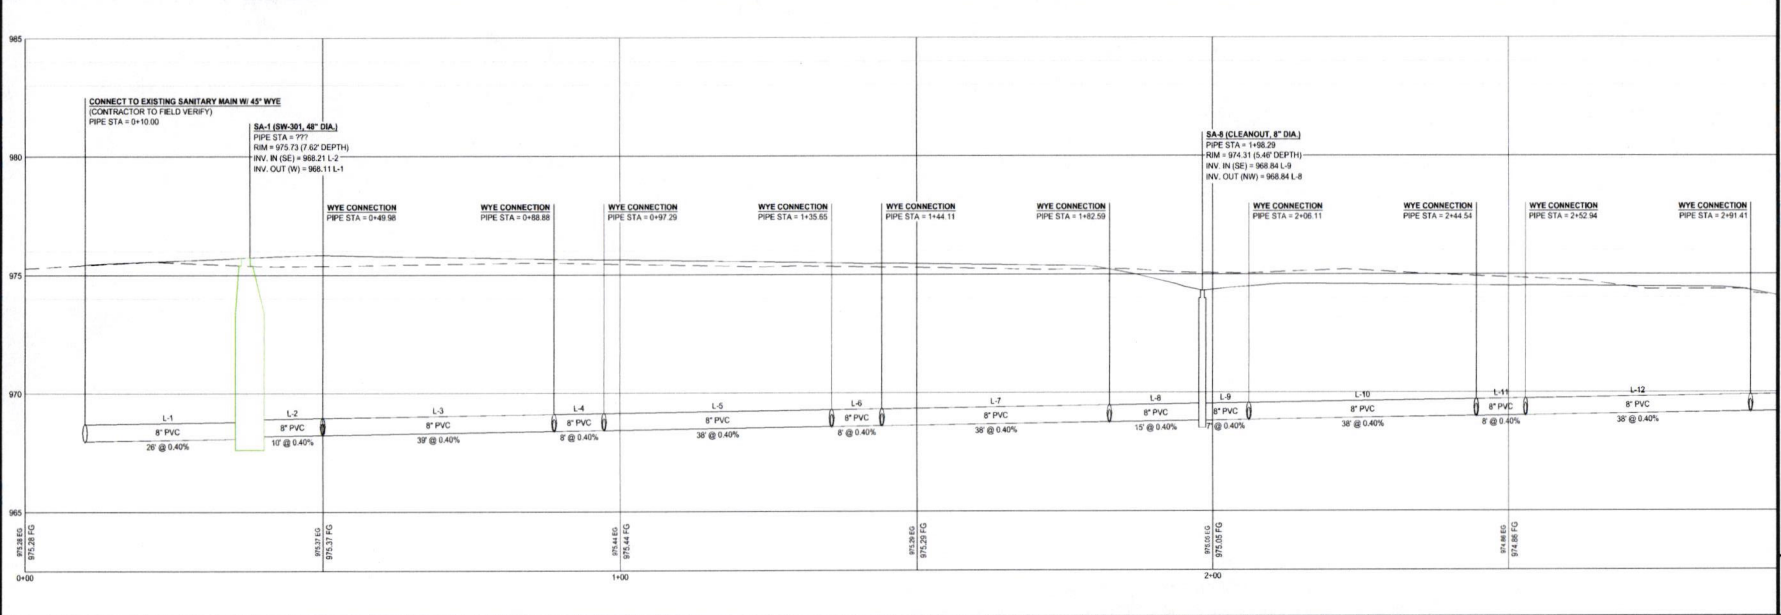 985
980
975
970
965
CONNECT TO EXISTING SANITARY MAIN W/ 45° WYE
(CONTRACTOR TO FIELD VERIFY)
PIPE STA = 0+10.00
SA-1 (SW-301, 48" DIA.)
PIPE STA = ???
RIM = 975.73 (7.62' DEPTH)
INV. IN (SE) = 968.21 L-2
INV. OUT (W) = 968.11 L-1
SA-8 (CLEANOUT, 8" DIA.)
PIPE STA = 1+98.29
RIM = 974.31 (5.46' DEPTH)
INV. IN (SE) = 968.84 L-9
INV. OUT (NW) = 968.84 L-8
WYE CONNECTION
PIPE STA = 0+49.98
WYE CONNECTION
PIPE STA = 0+88.88
WYE CONNECTION
PIPE STA = 0+97.29
WYE CONNECTION
PIPE STA = 1+35.65
WYE CONNECTION
PIPE STA = 1+44.11
WYE CONNECTION
PIPE STA = 1+82.59
WYE CONNECTION
PIPE STA = 2+06.11
WYE CONNECTION
PIPE STA = 2+44.54
WYE CONNECTION
PIPE STA = 2+52.94
WYE CONNECTION
PIPE STA = 2+91.41
L-1
8" PVC
26' @ 0.40%
L-2
8" PVC
10' @ 0.40%
L-3
8" PVC
39' @ 0.40%
L-4
8" PVC
8' @ 0.40%
L-5
8" PVC
38' @ 0.40%
L-6
8" PVC
8' @ 0.40%
L-7
8" PVC
38' @ 0.40%
L-8
8" PVC
15' @ 0.40%
L-9
8" PVC
7' @ 0.40%
L-10
8" PVC
38' @ 0.40%
L-11
8" PVC
8' @ 0.40%
L-12
8" PVC
38' @ 0.40%
975.28 EG
975.28 FG
975.37 EG
975.37 FG
975.44 EG
975.44 FG
975.29 EG
975.29 FG
975.05 EG
975.05 FG
974.86 EG
974.86 FG
0+00
1+00
2+00